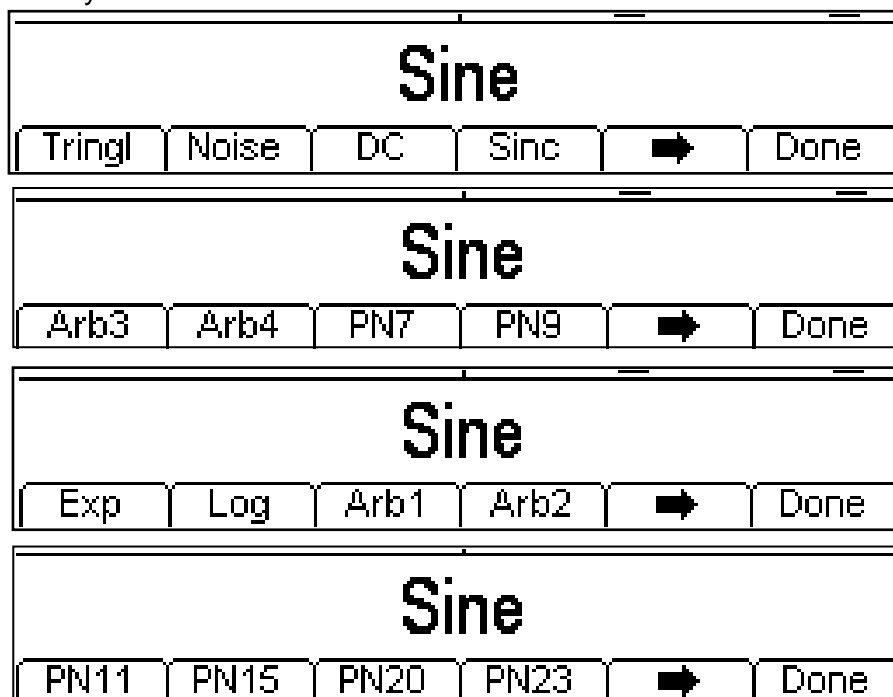 Sine
Tringl Noise DC Sinc ➡ Done
Sine
Arb3 Arb4 PN7 PN9 ➡ Done
Sine
Exp Log Arb1 Arb2 ➡ Done
Sine
PN11 PN15 PN20 PN23 ➡ Done